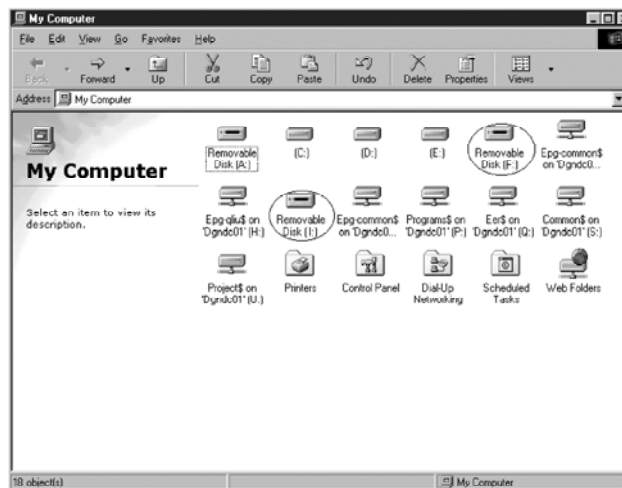 My Computer
File Edit View Go Favorites Help
Back Forward Up Cut Copy Paste Undo Delete Properties Views
Address My Computer
My Computer
Select an item to view its
description.
Removable
Disk (A:)
(C:)
(D:)
(E:)
Removable
Disk (F:)
Epg-common$
on 'Dgndc0...
Epg-qliu$ on
'Dgndc01' (H:)
Removable
Disk (I:)
Epg-common$
on 'Dgndc0...
Programs$ on
'Dgndc01' (P:)
Eer$ on
'Dgndc01' (Q:)
Common$ on
'Dgndc01' (S:)
Project$ on
'Dgndc01' (U:)
Printers
Control Panel
Dial-Up
Networking
Scheduled
Tasks
Web Folders
18 object(s)
My Computer